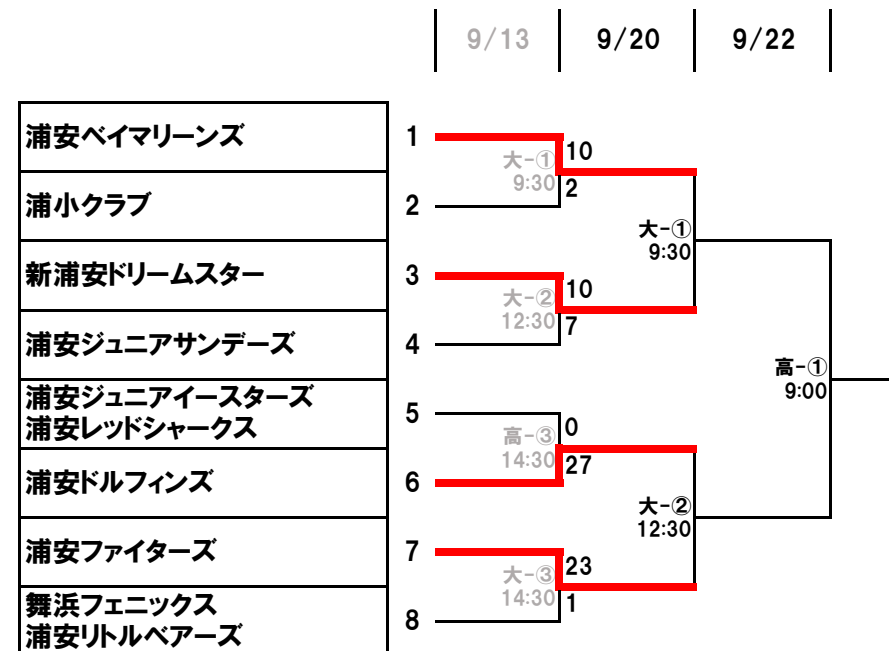 9/13 9/20 9/22
浦安ベイマリーンズ 1
10
大-①
9:30
2
浦小クラブ 2
大-①
9:30
新浦安ドリームスター 3
10
大-②
12:30
7
浦安ジュニアサンデーズ 4
高-①
9:00
浦安ジュニアイースターズ
浦安レッドシャークス
5
0
高-③
14:30
27
浦安ドルフィンズ 6
大-②
12:30
浦安ファイターズ 7
23
大-③
14:30
1
舞浜フェニックス
浦安リトルベアーズ
8